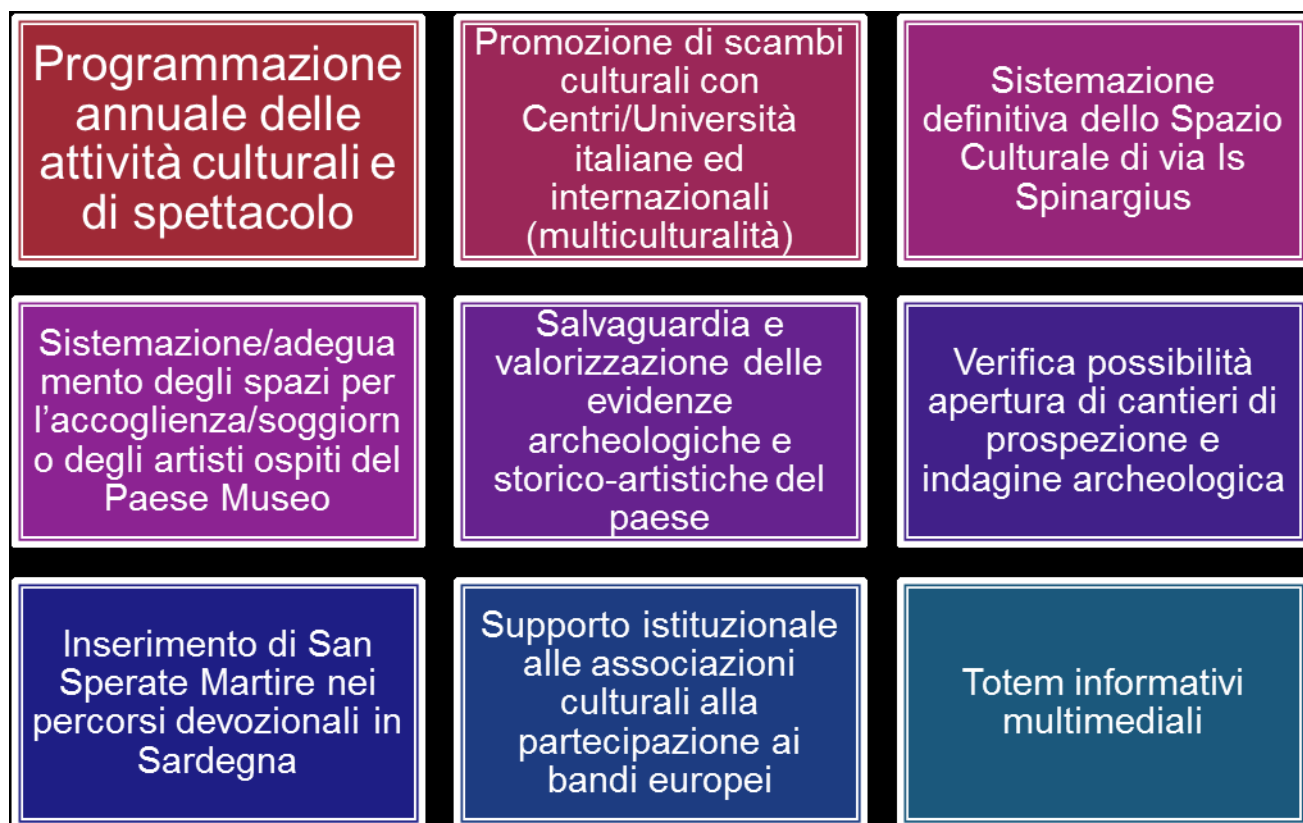 Programmazione
annuale delle
attività culturali e
di spettacolo
Promozione di scambi
culturali con
Centri/Università
italiane ed
internazionali
(multiculturalità)
Sistemazione
definitiva dello Spazio
Culturale di via Is
Spinargius
Sistemazione/adegua
mento degli spazi per
l’accoglienza/soggiorn
o degli artisti ospiti del
Paese Museo
Salvaguardia e
valorizzazione delle
evidenze
archeologiche e
storico-artistiche del
paese
Verifica possibilità
apertura di cantieri di
prospezione e
indagine archeologica
Inserimento di San
Sperate Martire nei
percorsi devozionali in
Sardegna
Supporto istituzionale
alle associazioni
culturali alla
partecipazione ai
bandi europei
Totem informativi
multimediali